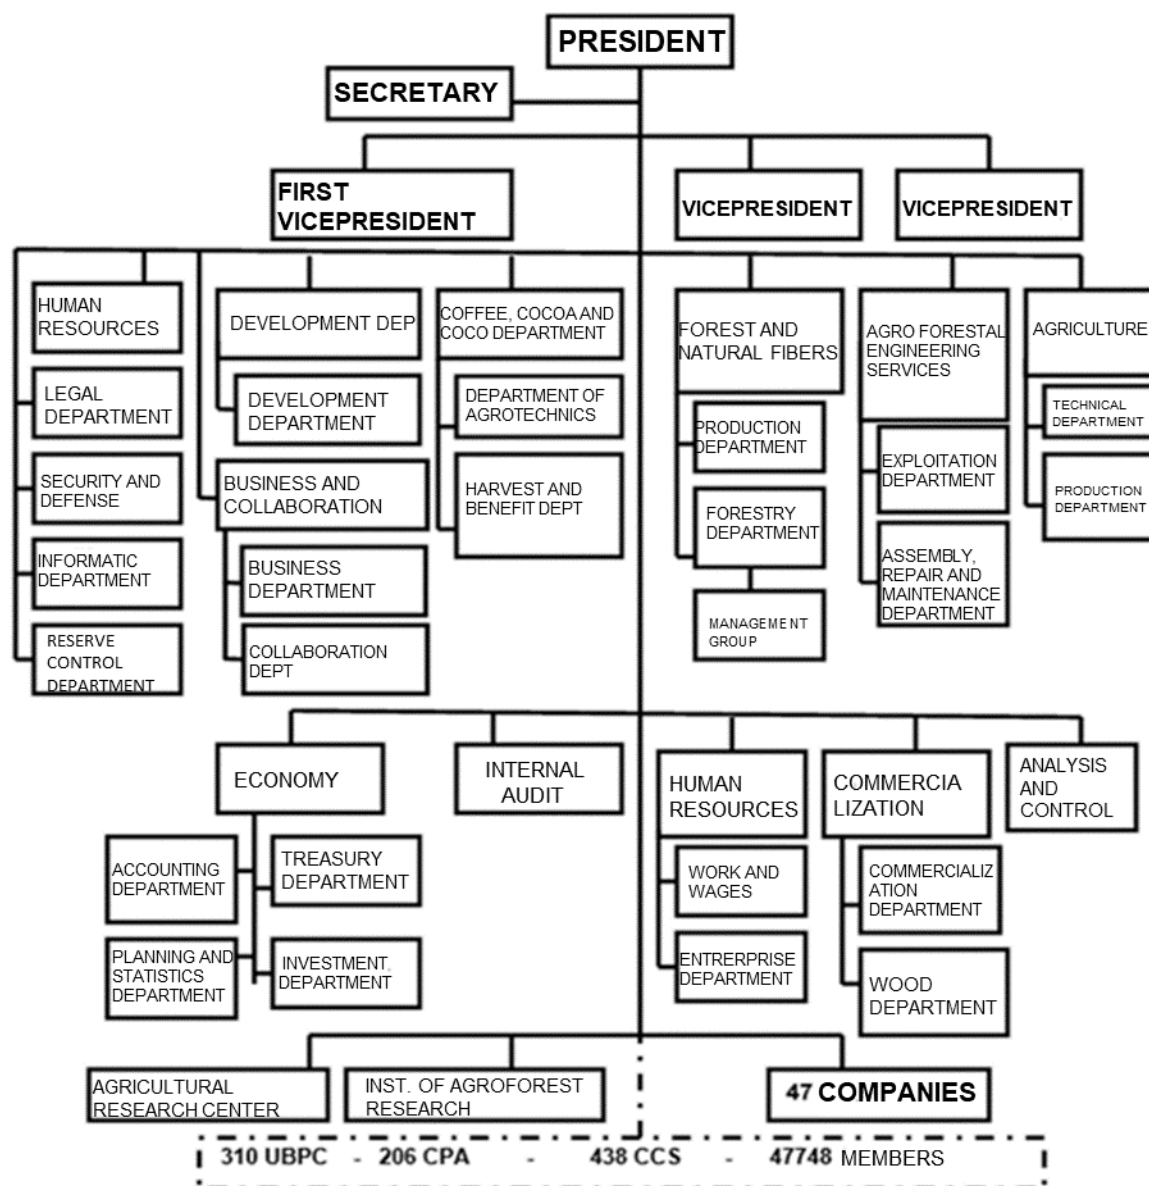 PRESIDENT
SECRETARY
FIRST
VICEPRESIDENT
VICEPRESIDENT
VICEPRESIDENT
HUMAN
RESOURCES
LEGAL
DEPARTMENT
SECURITY AND
DEFENSE
INFORMATIC
DEPARTMENT
RESERVE
CONTROL
DEPARTMENT
DEVELOPMENT DEP
DEVELOPMENT
DEPARTMENT
BUSINESS AND
COLLABORATION
BUSINESS
DEPARTMENT
COLLABORATION
DEPT
COFFEE, COCOA AND
COCO DEPARTMENT
DEPARTMENT OF
AGROTECHNICS
HARVEST AND
BENEFIT DEPT
FOREST AND
NATURAL FIBERS
PRODUCTION
DEPARTMENT
FORESTRY
DEPARTMENT
MANAGEMENT
GROUP
AGRO FORESTAL
ENGINEERING
SERVICES
EXPLOITATION
DEPARTMENT
ASSEMBLY,
REPAIR AND
MAINTENANCE
DEPARTMENT
AGRICULTURE
TECHNICAL
DEPARTMENT
PRODUCTION
DEPARTMENT
ECONOMY
ACCOUNTING
DEPARTMENT
TREASURY
DEPARTMENT
PLANNING AND
STATISTICS
DEPARTMENT
INVESTMENT.
DEPARTMENT
INTERNAL
AUDIT
HUMAN
RESOURCES
WORK AND
WAGES
ENTRERPRISE
DEPARTMENT
COMMERCIA
LIZATION
COMMERCIALIZ
ATION
DEPARTMENT
WOOD
DEPARTMENT
ANALYSIS
AND
CONTROL
AGRICULTURAL
RESEARCH CENTER
INST. OF AGROFOREST
RESEARCH
47 COMPANIES
310 UBPC - 206 CPA - 438 CCS - 47748 MEMBERS